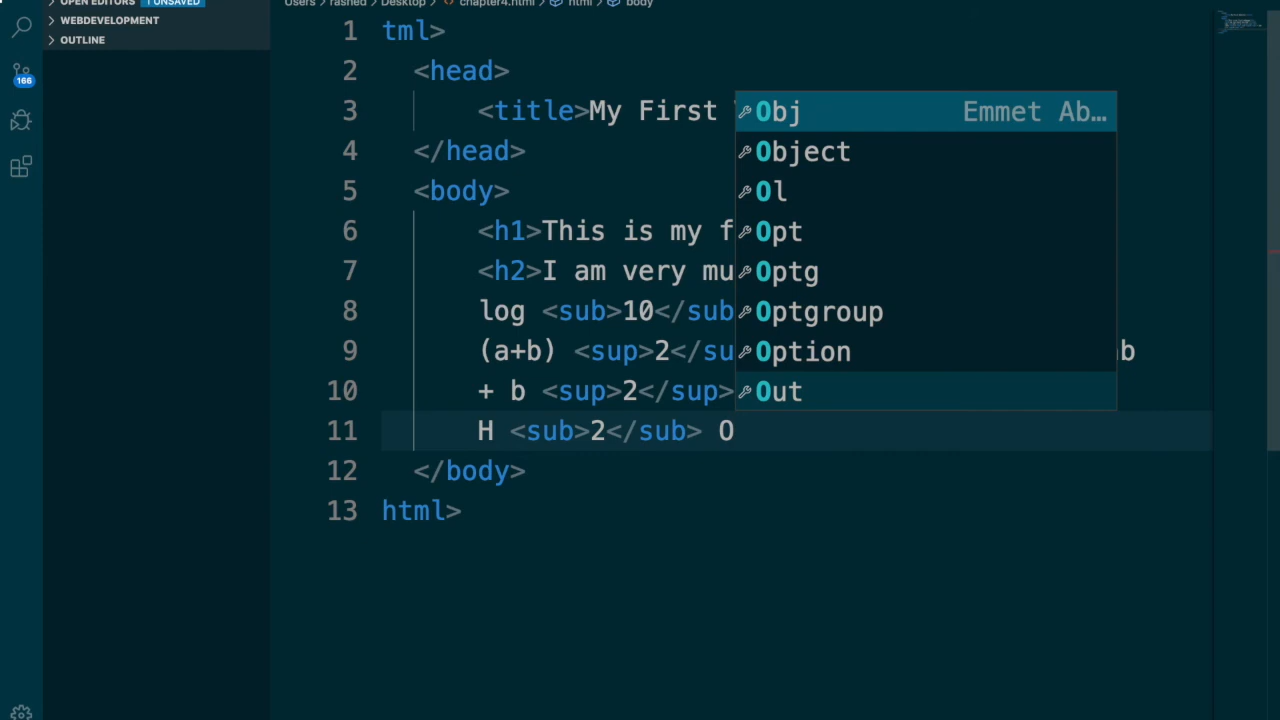 OPEN EDITORS 1 UNSAVED
WEBDEVELOPMENT
OUTLINE
166
Users > rashed > Desktop > <> chapter4.html > html > body
1 tml>
2 <head>
3 <title>My First
4 </head>
5 <body>
6 <h1>This is my f
7 <h2>I am very mu
8 log <sub>10</sub
9 (a+b) <sup>2</su b
10 + b <sup>2</sup>
11 H <sub>2</sub> O
12 </body>
13 html>
Obj Emmet Ab…
Object
Ol
Opt
Optg
Optgroup
Option
Out